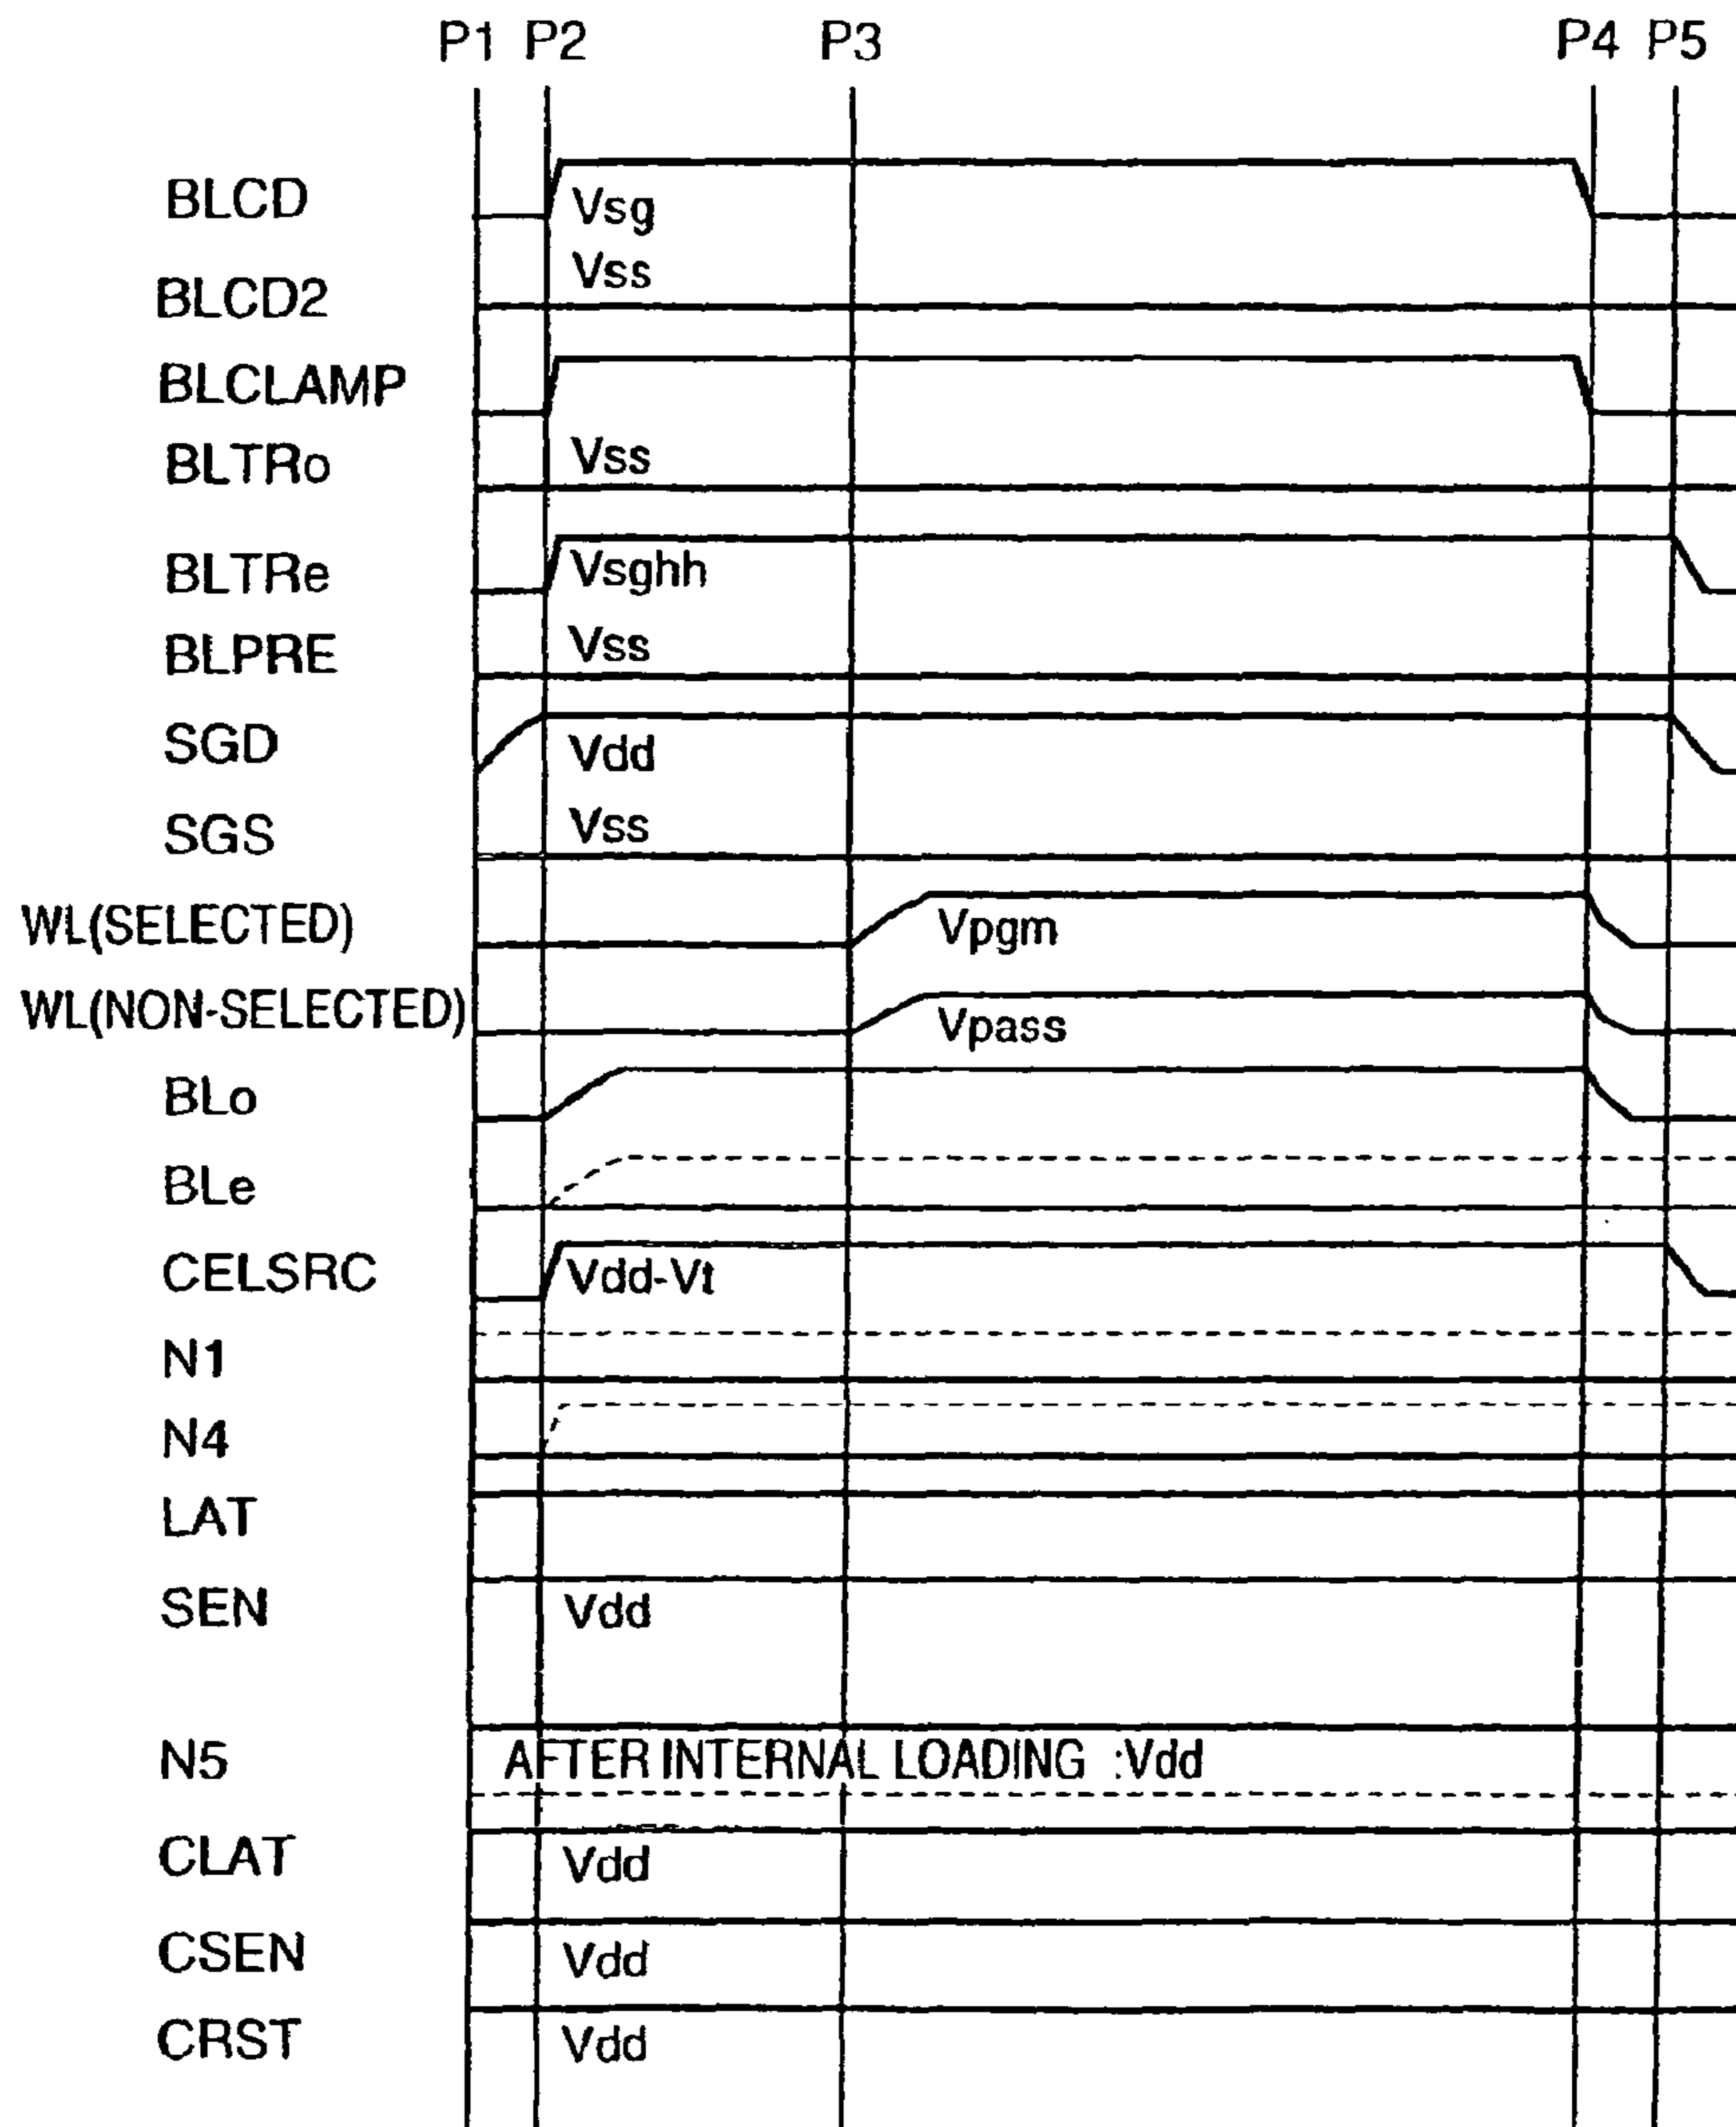 P1 P2 P3 P4 P5
BLCD Vsg
BLCD2 Vss
BLCLAMP
BLTRo Vss
BLTRe Vsghh
BLPRE Vss
SGD Vdd
SGS Vss
WL(SELECTED) Vpgm
WL(NON-SELECTED) Vpass
BLo
BLe
CELSRC Vdd-Vt
N1
N4
LAT
SEN Vdd
N5 AFTER INTERNAL LOADING :Vdd
CLAT Vdd
CSEN Vdd
CRST Vdd